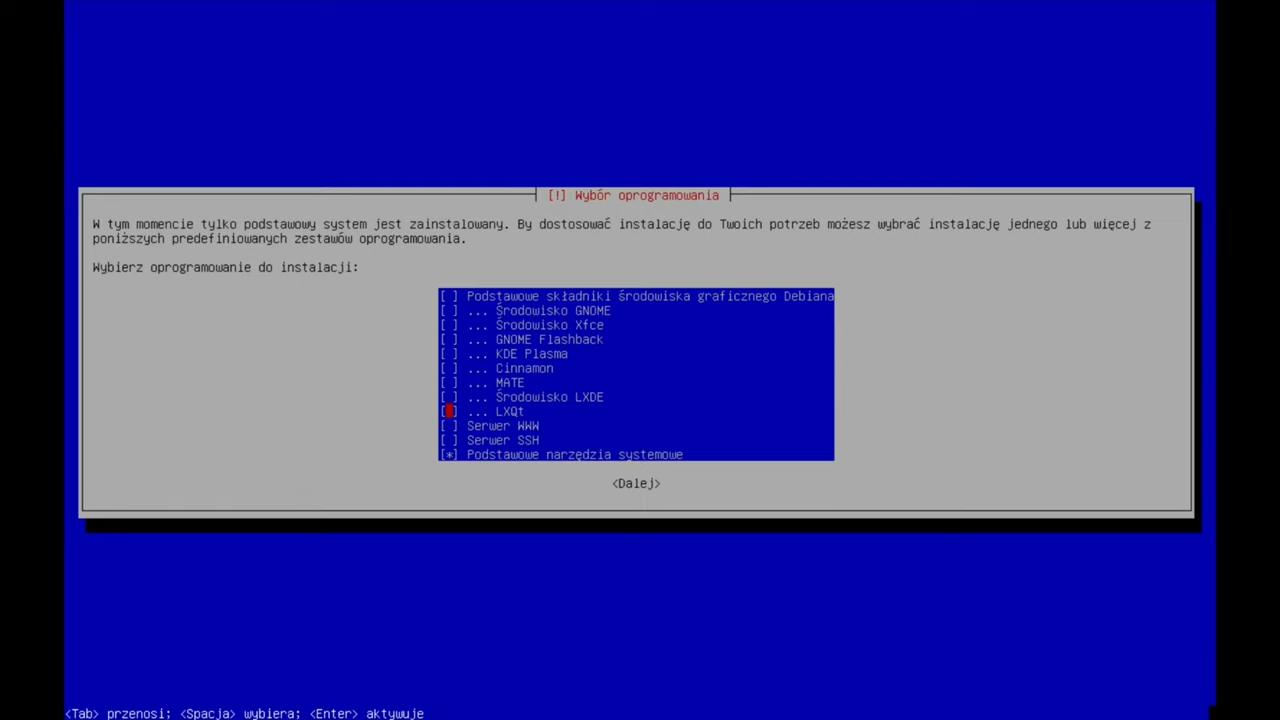 [!] Wybór oprogramowania
W tym momencie tylko podstawowy system jest zainstalowany. By dostosować instalację do Twoich potrzeb możesz wybrać instalację jednego lub więcej z
poniższych predefiniowanych zestawów oprogramowania.
Wybierz oprogramowanie do instalacji:
[ ] Podstawowe składniki środowiska graficznego Debiana
[ ] ... Środowisko GNOME
[ ] ... Środowisko Xfce
[ ] ... GNOME Flashback
[ ] ... KDE Plasma
[ ] ... Cinnamon
[ ] ... MATE
[ ] ... Środowisko LXDE
[ ] ... LXQt
[ ] Serwer WWW
[ ] Serwer SSH
[*] Podstawowe narzędzia systemowe
<Dalej>
<Tab> przenosi; <Spacja> wybiera; <Enter> aktywuje